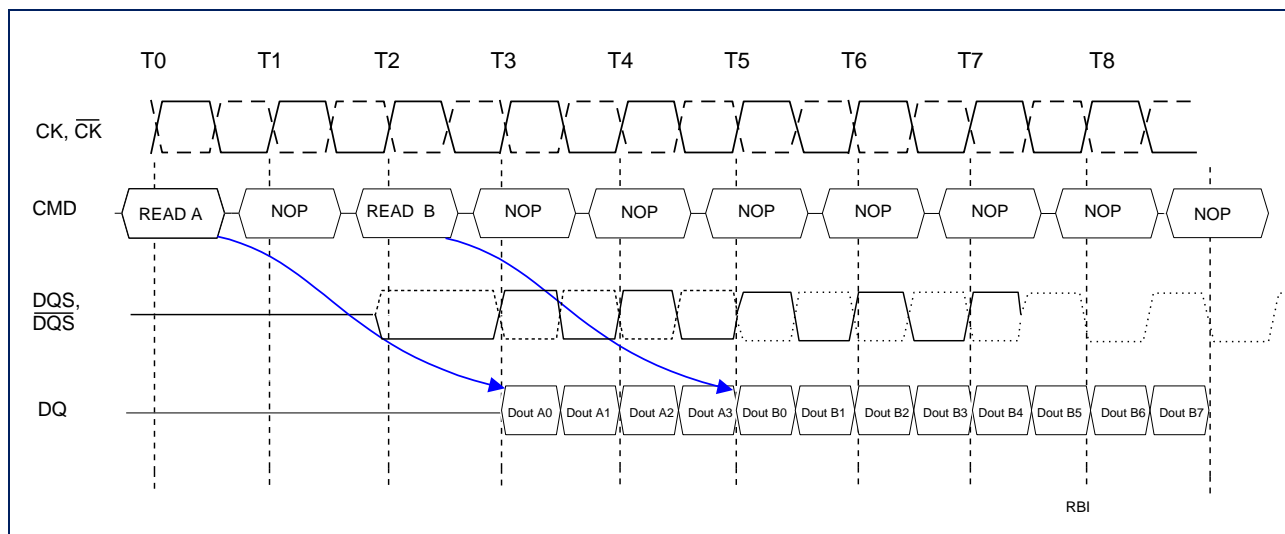 T0 T1 T2 T3 T4 T5 T6 T7 T8
CK, C̅K̅
CMD READ A NOP READ B NOP NOP NOP NOP NOP NOP NOP
DQS,
D̅Q̅S̅
DQ Dout A0 Dout A1 Dout A2 Dout A3 Dout B0 Dout B1 Dout B2 Dout B3 Dout B4 Dout B5 Dout B6 Dout B7
RBI